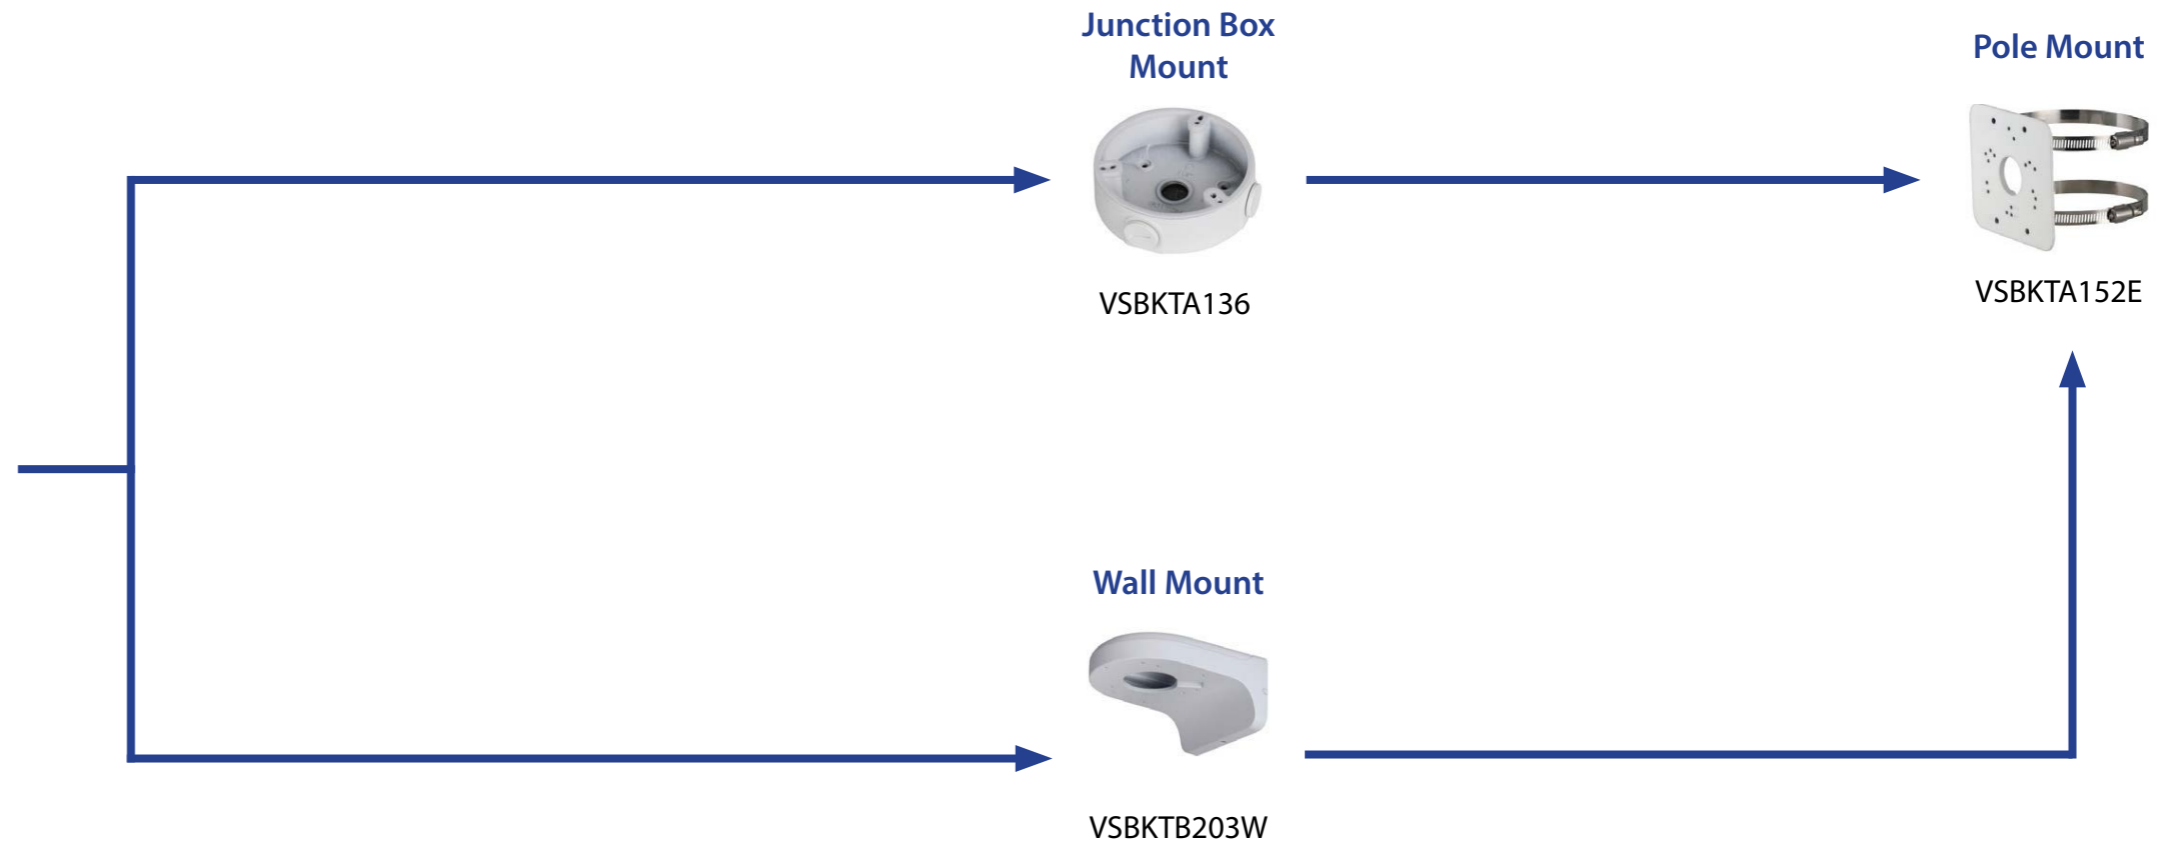 Junction Box
Mount
VSBKTA136
Pole Mount
VSBKTA152E
Wall Mount
VSBKTB203W